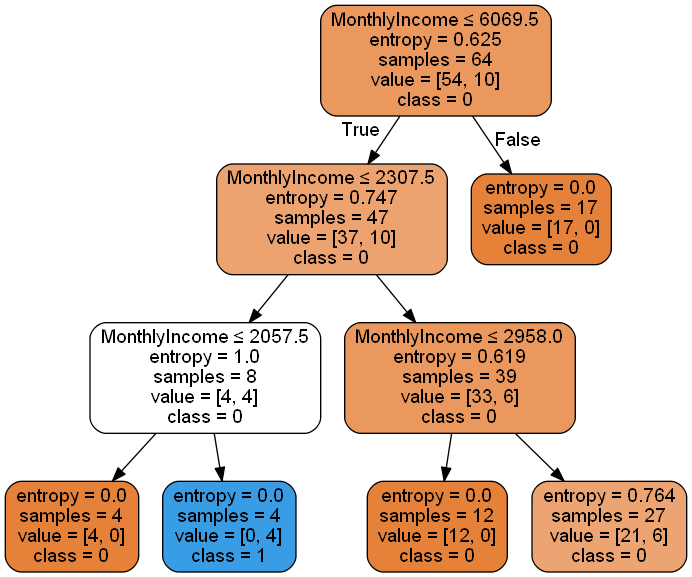 MonthlyIncome ≤ 6069.5
entropy = 0.625
samples = 64
value = [54, 10]
class = 0
True
False
MonthlyIncome ≤ 2307.5
entropy = 0.747
samples = 47
value = [37, 10]
class = 0
entropy = 0.0
samples = 17
value = [17, 0]
class = 0
MonthlyIncome ≤ 2057.5
entropy = 1.0
samples = 8
value = [4, 4]
class = 0
MonthlyIncome ≤ 2958.0
entropy = 0.619
samples = 39
value = [33, 6]
class = 0
entropy = 0.0
samples = 4
value = [4, 0]
class = 0
entropy = 0.0
samples = 4
value = [0, 4]
class = 1
entropy = 0.0
samples = 12
value = [12, 0]
class = 0
entropy = 0.764
samples = 27
value = [21, 6]
class = 0